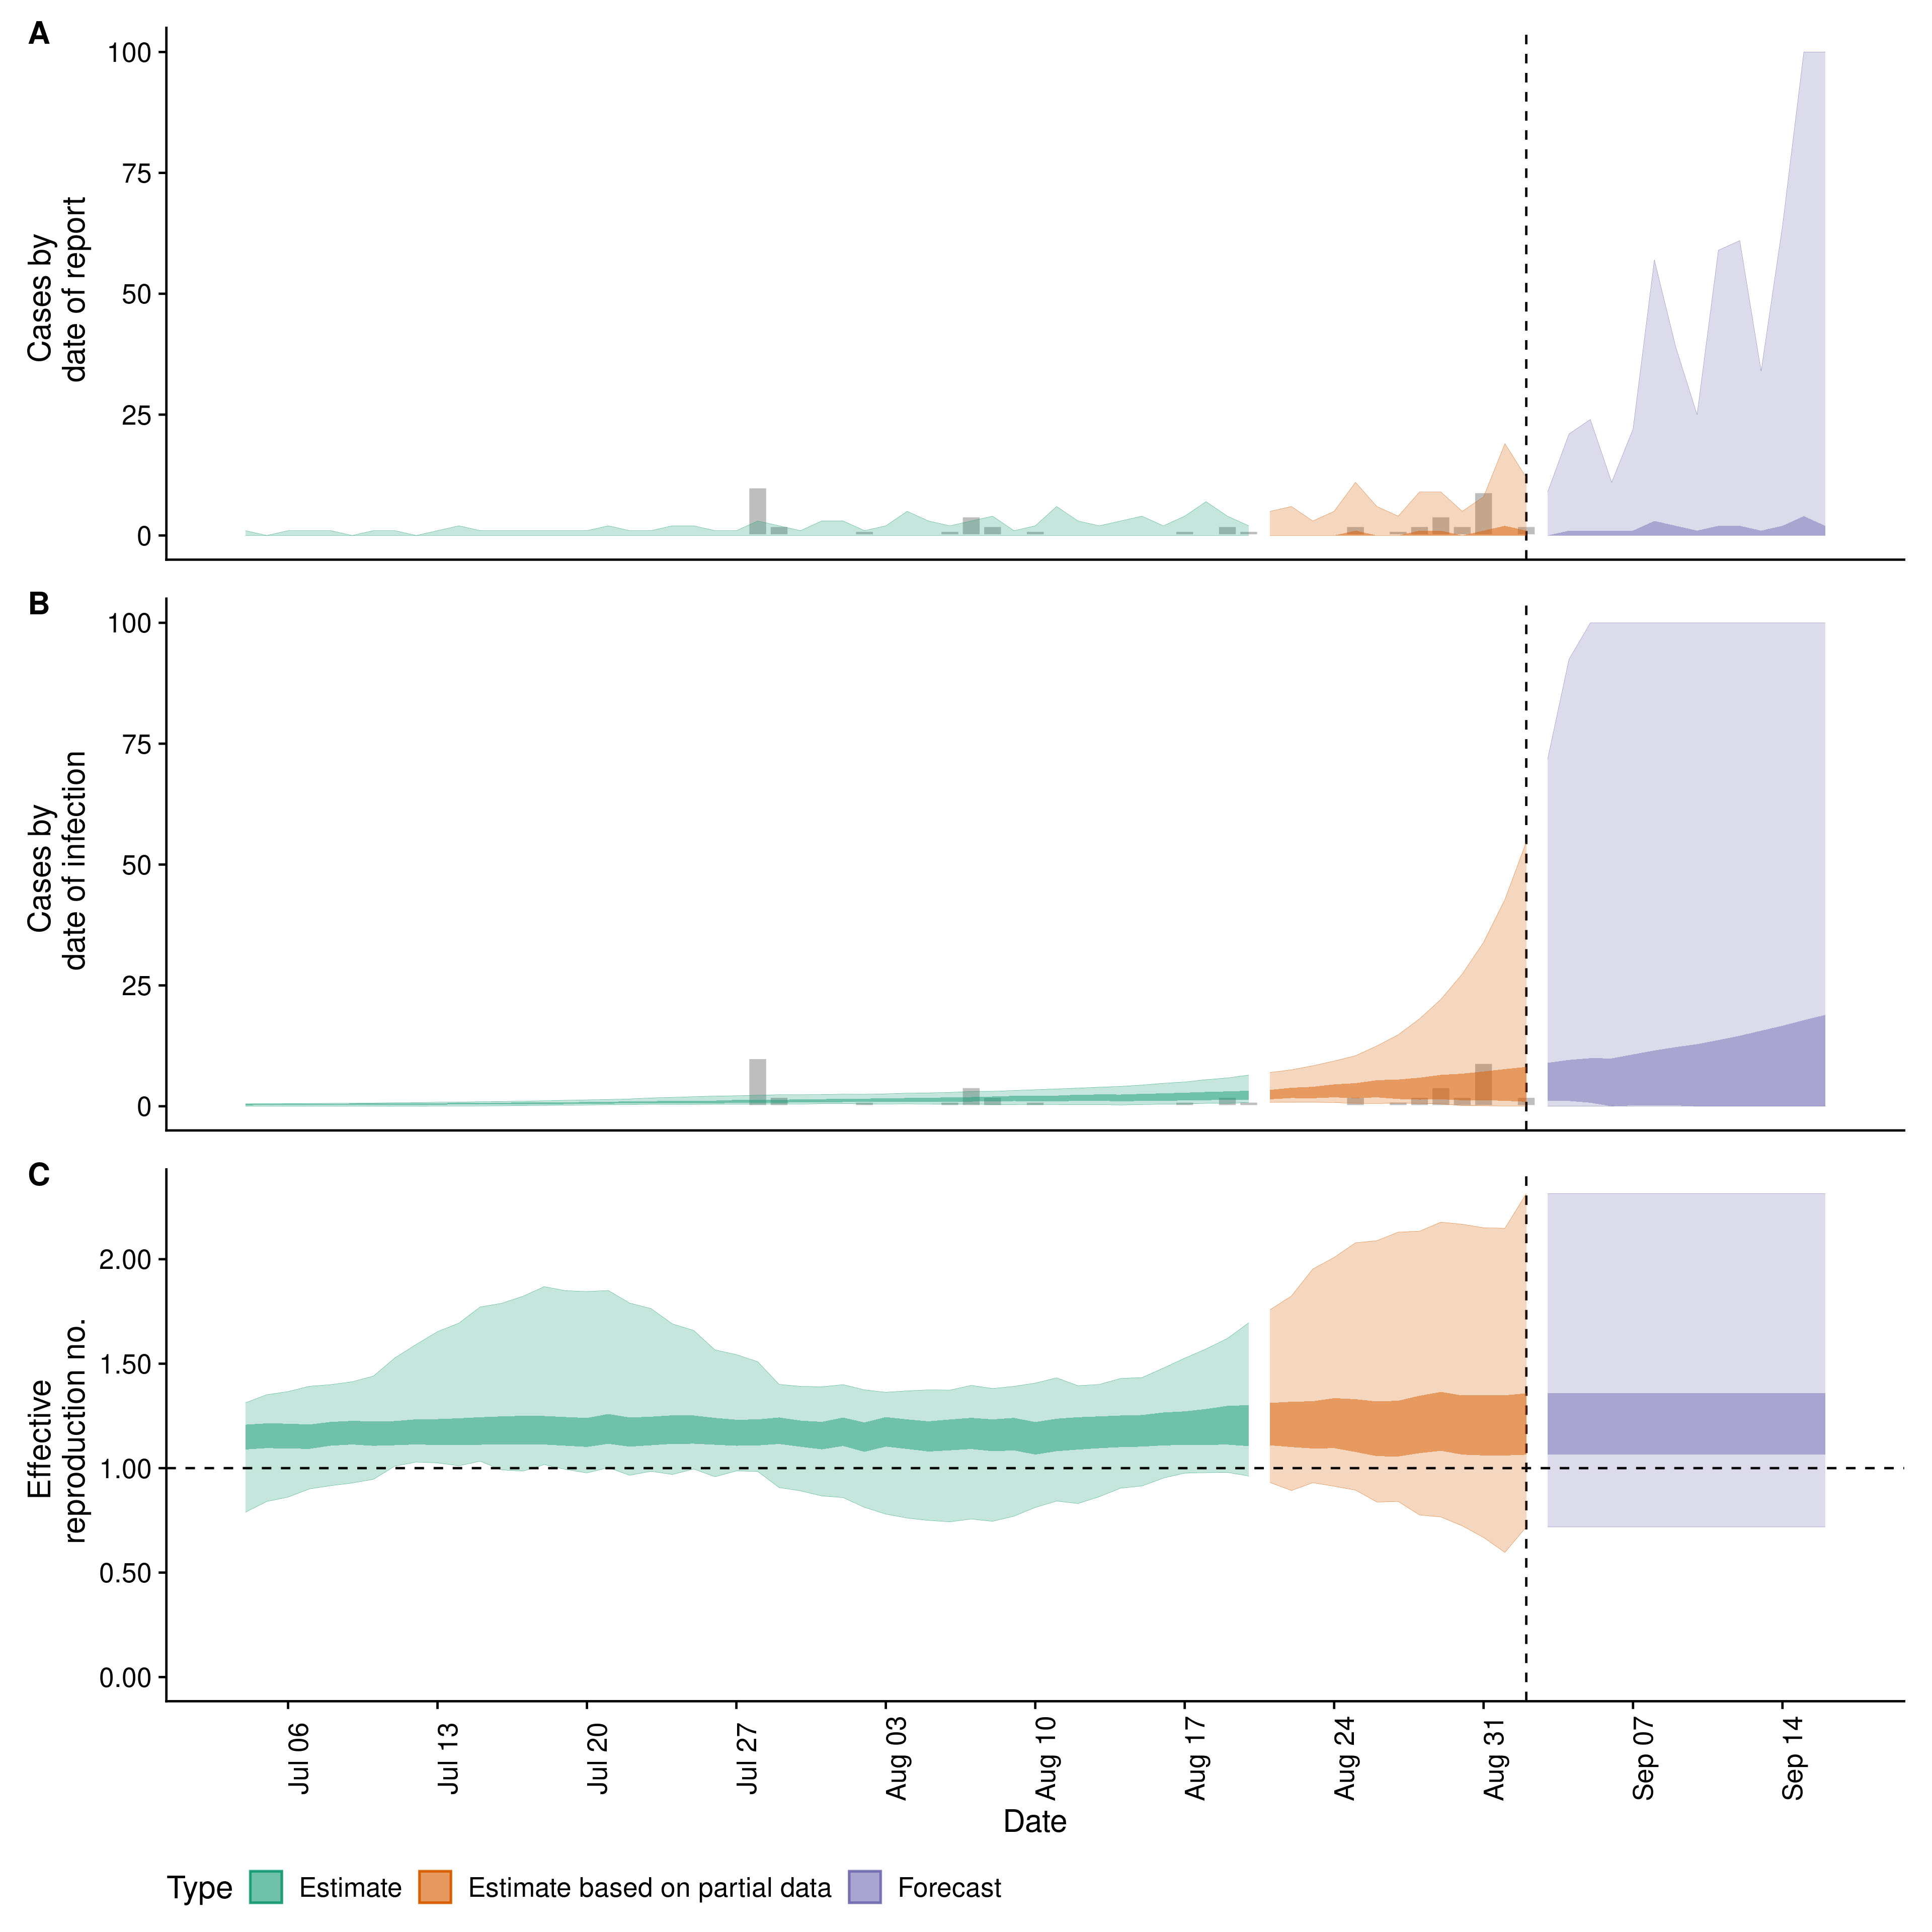 A
100
75
50
25
0
Cases by
date of report
B
100
75
50
25
0
Cases by
date of infection
C
2.00
1.50
1.00
0.50
0.00
Effective
reproduction no.
Jul 06
Jul 13
Jul 20
Jul 27
Aug 03
Aug 10
Aug 17
Aug 24
Aug 31
Sep 07
Sep 14
Date
Type Estimate Estimate based on partial data Forecast